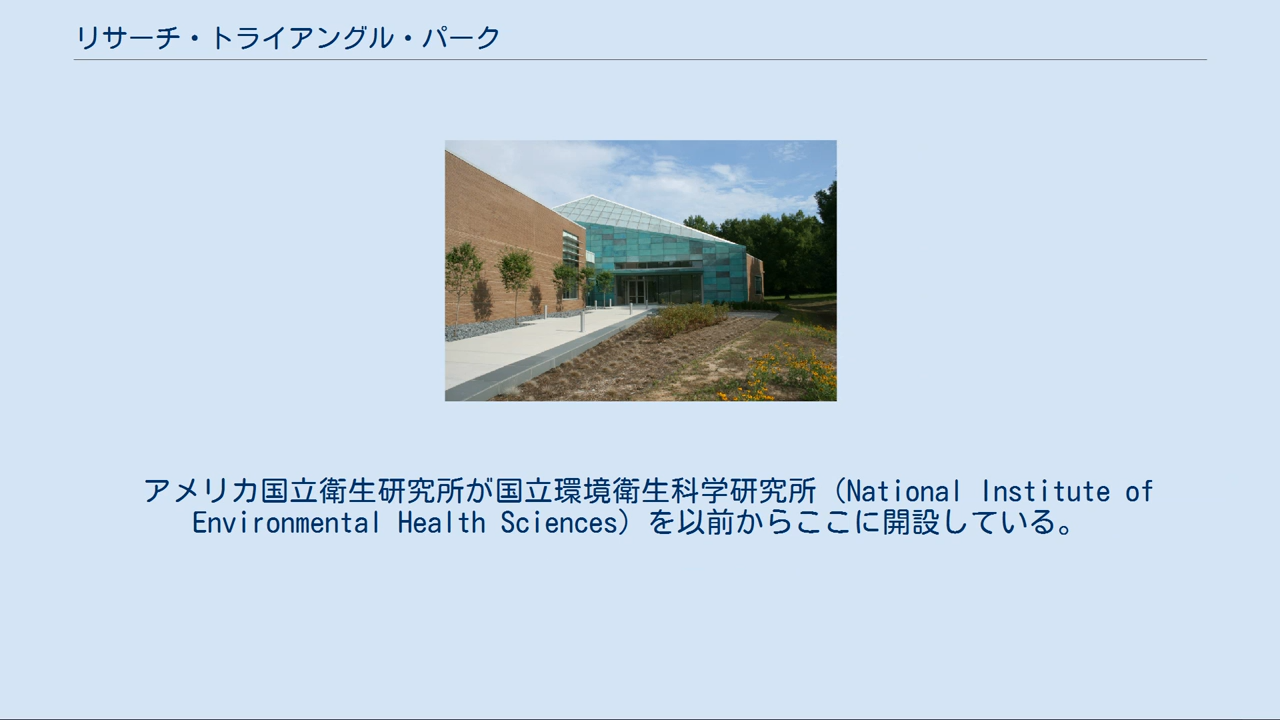 リサーチ・トライアングル・パーク
アメリカ国立衛生研究所が国立環境衛生科学研究所（National Institute of
Environmental Health Sciences）を以前からここに開設している。